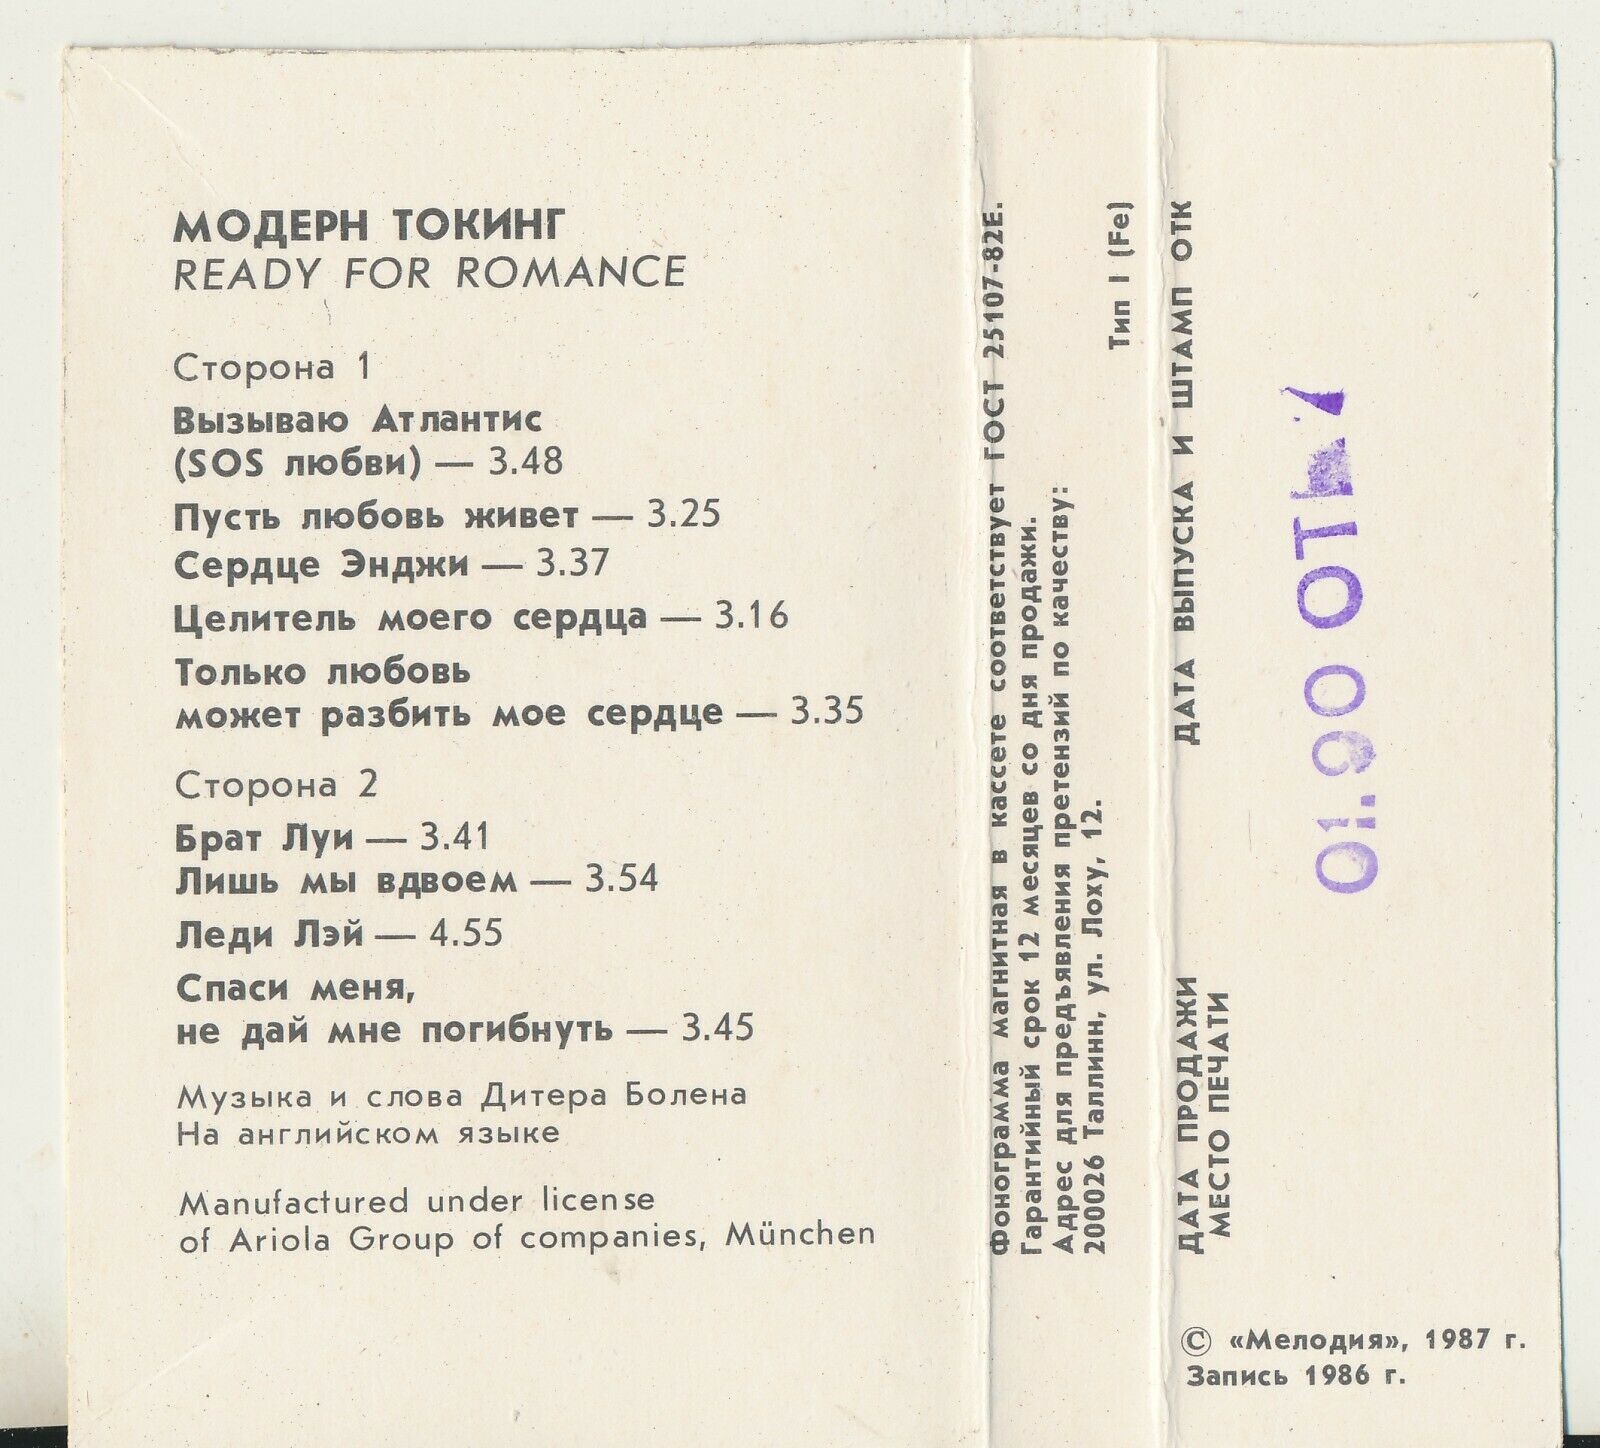 МОДЕРН ТОКИНГ
READY FOR ROMANCE
Сторона 1
Вызываю Атлантис
(SOS любви) — 3.48
Пусть любовь живет — 3.25
Сердце Энджи — 3.37
Целитель моего сердца — 3.16
Только любовь
может разбить мое сердце — 3.35
Сторона 2
Брат Луи — 3.41
Лишь мы вдвоем — 3.54
Леди Лэй — 4.55
Спаси меня,
не дай мне погибнуть — 3.45
Музыка и слова Дитера Болена
На английском языке
Manufactured under license
of Ariola Group of companies, München
Фонограмма магнитная в кассете соответствует ГОСТ 25107-82Е.
Гарантийный срок 12 месяцев со дня продажи.
Адрес для предъявления претензий по качеству:
200026 Таллинн, ул. Лоху, 12.
Тип I (Fe)
ДАТА ПРОДАЖИ
МЕСТО ПЕЧАТИ
ДАТА ВЫПУСКА И ШТАМП ОТК
01.90
© «Мелодия», 1987 г.
Запись 1986 г.